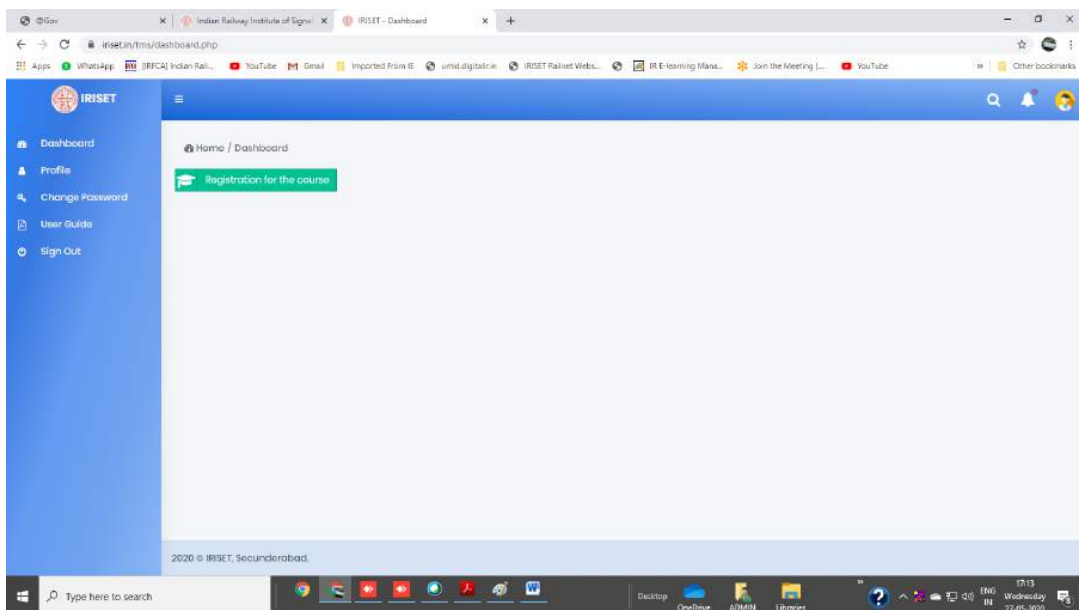 @Gov
Indian Railway Institute of Signal
IRISET - Dashboard
iriset.in/tms/dashboard.php
Apps
WhatsApp
[IRFCA] Indian Rail...
YouTube
Gmail
Imported From IE
umid.digitalir.in
IRISET Railnet Webs...
IR E-learning Mana...
Join the Meeting |...
YouTube
Other bookmarks
IRISET
Dashboard
Profile
Change Password
User Guide
Sign Out
Home / Dashboard
Registration for the course
2020 © IRISET, Secunderabad.
Type here to search
Desktop
OneDrive
ADMIN
Libraries
ENG
IN
17:13
Wednesday